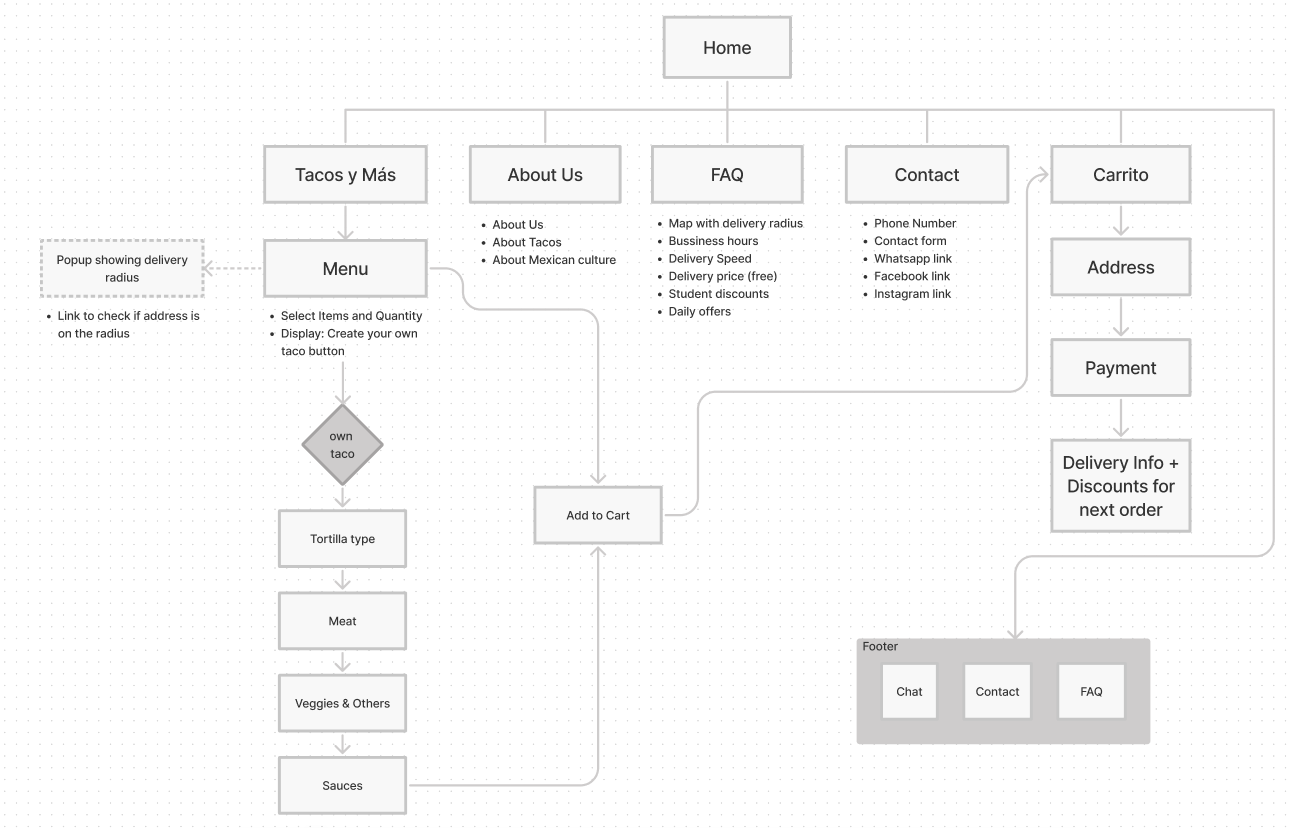 Home
Tacos y Más
About Us
FAQ
Contact
Carrito
• About Us
• About Tacos
• About Mexican culture
• Map with delivery radius
• Bussiness hours
• Delivery Speed
• Delivery price (free)
• Student discounts
• Daily offers
• Phone Number
• Contact form
• Whatsapp link
• Facebook link
• Instagram link
Popup showing delivery
radius
• Link to check if address is
on the radius
Menu
• Select Items and Quantity
• Display: Create your own
taco button
own
taco
Tortilla type
Meat
Veggies & Others
Sauces
Add to Cart
Address
Payment
Delivery Info +
Discounts for
next order
Footer
Chat
Contact
FAQ